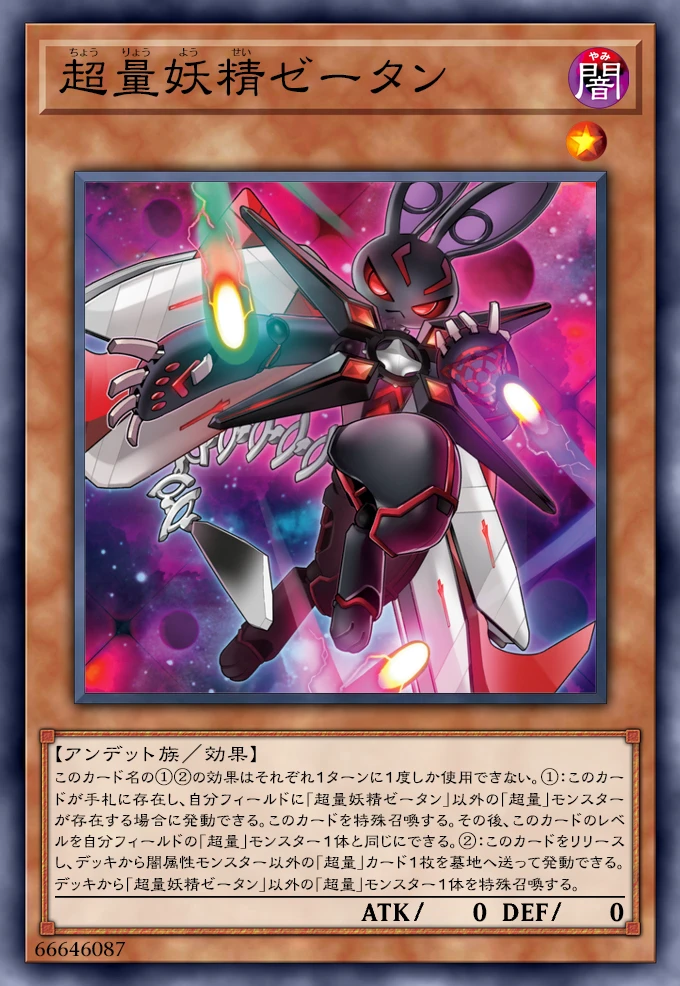 ちょう りょう よう せい
超量妖精ゼータン
やみ
闇
【アンデット族／効果】
このカード名の①②の効果はそれぞれ1ターンに1度しか使用できない。①：このカー
ドが手札に存在し、自分フィールドに「超量妖精ゼータン」以外の「超量」モンスター
が存在する場合に発動できる。このカードを特殊召喚する。その後、このカードのレベ
ルを自分フィールドの「超量」モンスター1体と同じにできる。②：このカードをリリース
し、デッキから闇属性モンスター以外の「超量」カード1枚を墓地へ送って発動できる。
デッキから「超量妖精ゼータン」以外の「超量」モンスター1体を特殊召喚する。
ATK/ 0 DEF/ 0
66646087